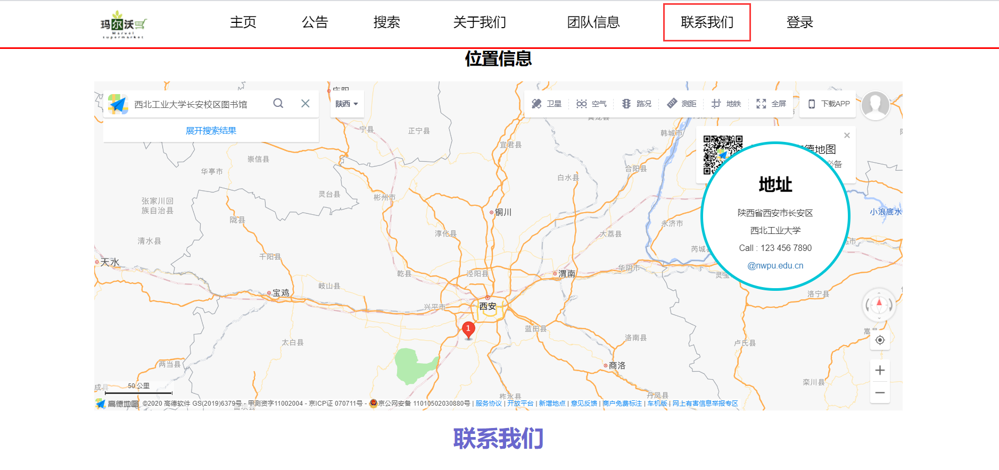 玛尔沃
Marwol
supermarket
主页 公告 搜索 关于我们 团队信息 联系我们 登录
位置信息
西北工业大学长安校区图书馆
陕西
卫星 空气 路况 测距 地铁 全屏
下载APP
展开搜索结果
宁县
正宁县
宜君县
韩城市
德地图
必备
崇信县
华亭市
白水县
合阳县
地址
陕西省西安市长安区
西北工业大学
Call : 123 456 7890
@nwpu.edu.cn
灵台县
彬州市
张家川回
族自治县
铜川
小浪底水
陇县
淳化县
大荔县
永济市
清水县
芮城县
天水
千阳县
乾县
泾阳县
渭南
华阴市
灵宝
岐山县
宝鸡
洛宁县
兴平市
西安
1
蓝田县
洛南县
嵩县
太白县
卢氏县
两当县
商洛
栾川县
成县
50 公里
柞水县
丹凤县
高德地图 ©2020 高德软件 GS(2019)6379号 - 甲测资字11002004 - 京ICP证 070711号 - 京公网安备 11010502030880号 | 服务协议 | 开放平台 | 新增地点 | 意见反馈 | 商户免费标注 | 车机版 | 网上有害信息举报专区
联系我们